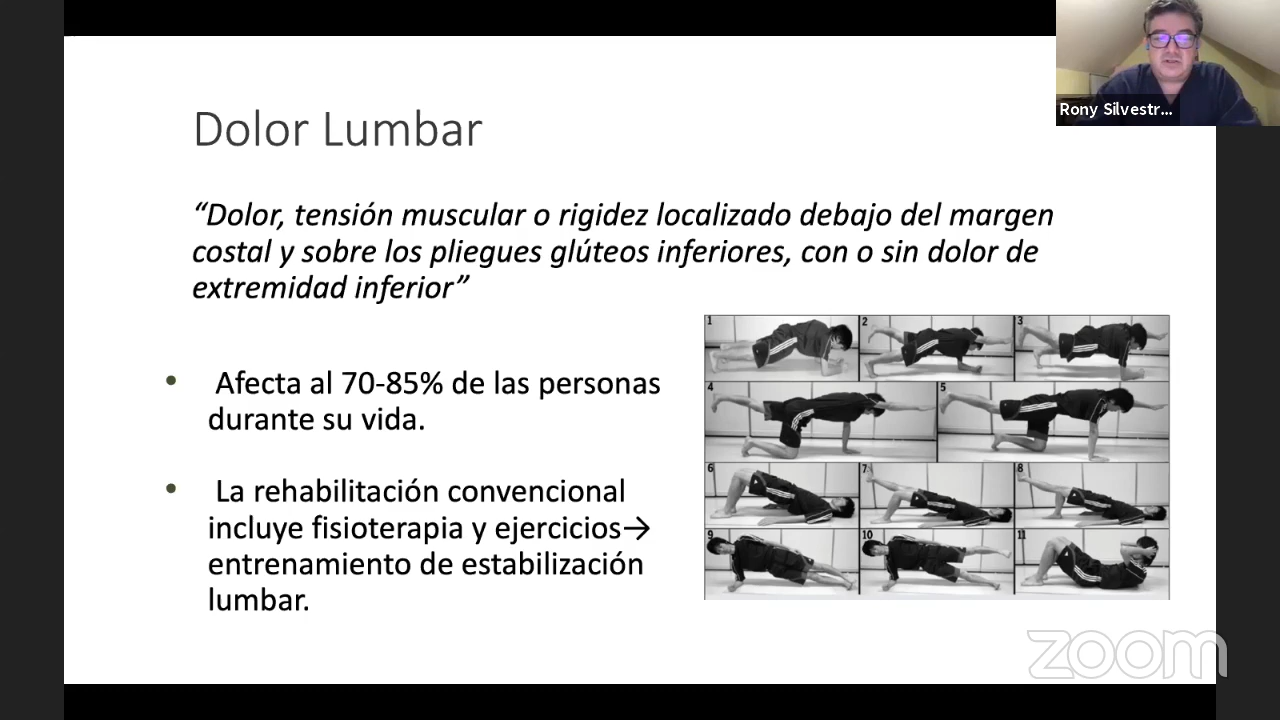 Rony Silvestr...
Dolor Lumbar
“Dolor, tensión muscular o rigidez localizado debajo del margen
costal y sobre los pliegues glúteos inferiores, con o sin dolor de
extremidad inferior”
• Afecta al 70-85% de las personas
durante su vida.
• La rehabilitación convencional
incluye fisioterapia y ejercicios→
entrenamiento de estabilización
lumbar.
1 2 3
4 5
6 7 8
9 10 11
zoom